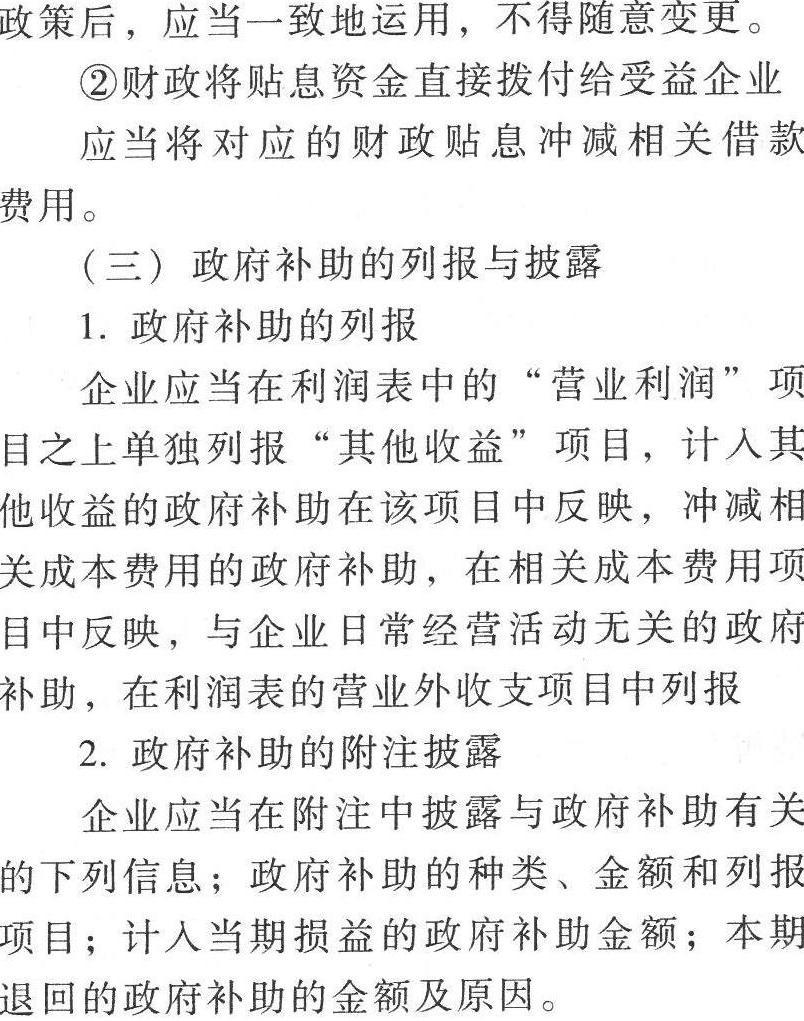 政策后，应当一致地运用，不得随意变更。
②财政将贴息资金直接拨付给受益企业
应当将对应的财政贴息冲减相关借款
费用。
（三）政府补助的列报与披露
1. 政府补助的列报
企业应当在利润表中的“营业利润”项
目之上单独列报“其他收益”项目，计入其
他收益的政府补助在该项目中反映，冲减相
关成本费用的政府补助，在相关成本费用项
目中反映，与企业日常经营活动无关的政府
补助，在利润表的营业外收支项目中列报
2. 政府补助的附注披露
企业应当在附注中披露与政府补助有关
的下列信息；政府补助的种类、金额和列报
项目；计入当期损益的政府补助金额；本期
退回的政府补助的金额及原因。